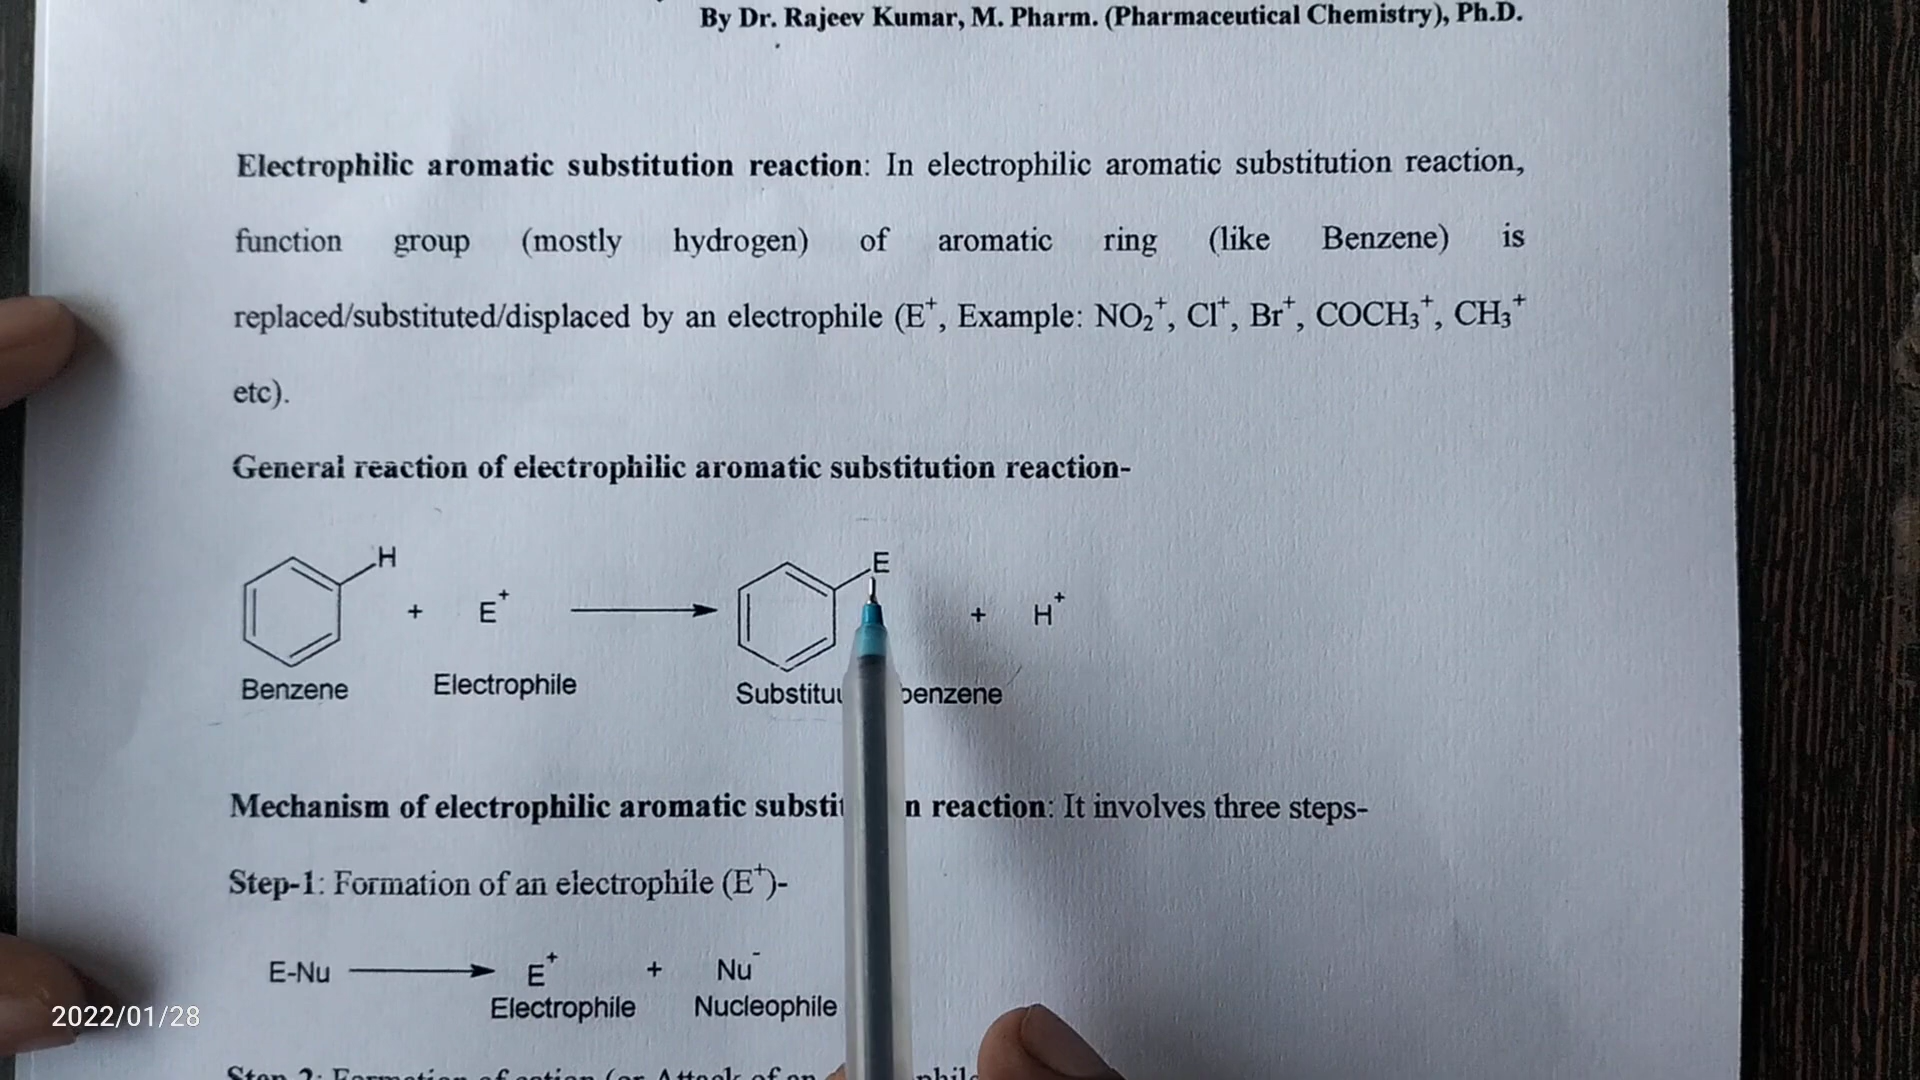 By Dr. Rajeev Kumar, M. Pharm. (Pharmaceutical Chemistry), Ph.D.
Electrophilic aromatic substitution reaction: In electrophilic aromatic substitution reaction,
function group (mostly hydrogen) of aromatic ring (like Benzene) is
replaced/substituted/displaced by an electrophile (E⁺, Example: NO₂⁺, Cl⁺, Br⁺, COCH₃⁺, CH₃⁺
etc).
General reaction of electrophilic aromatic substitution reaction-
H + E⁺ E + H⁺
Benzene Electrophile benzene
Mechanism of electrophilic aromatic reaction: It involves three steps-
Step-1: Formation of an electrophile (E⁺)-
E-Nu E⁺ + Nu⁻
Electrophile Nucleophile
2022/01/28